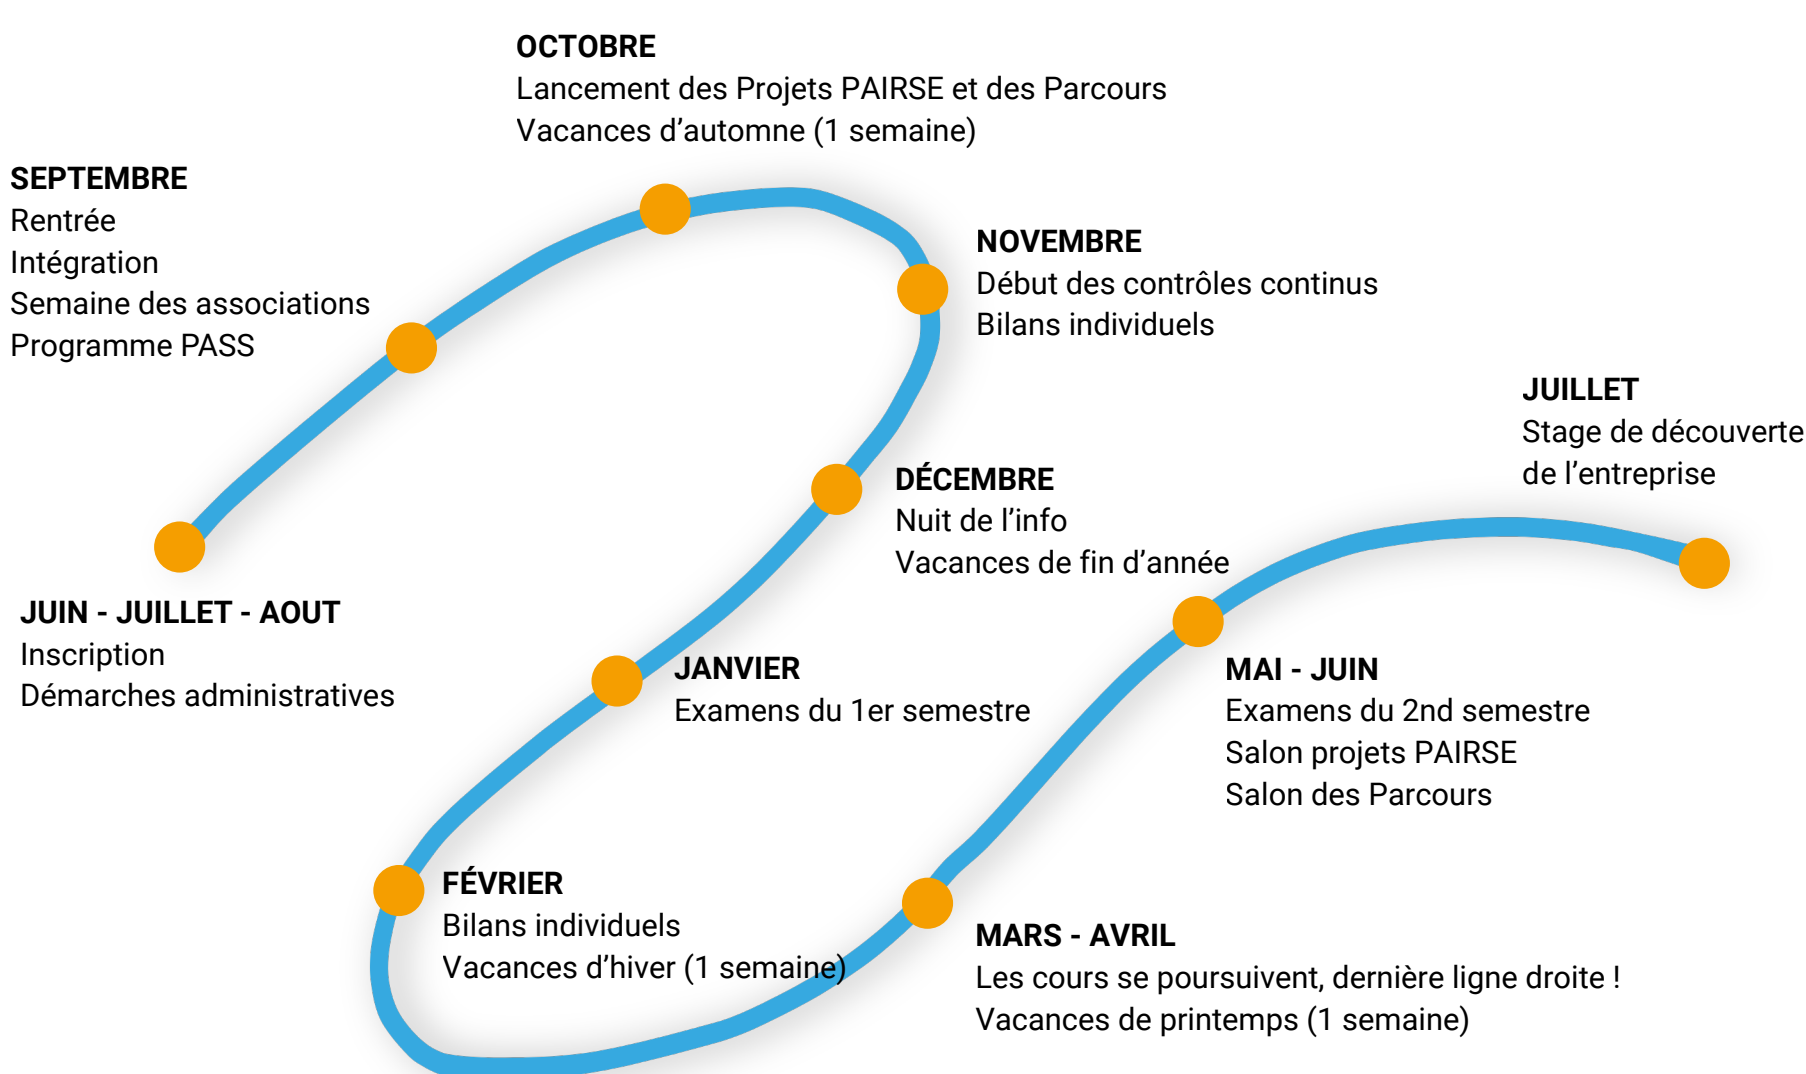 JUIN - JUILLET - AOUT
Inscription
Démarches administratives
SEPTEMBRE
Rentrée
Intégration
Semaine des associations
Programme PASS
OCTOBRE
Lancement des Projets PAIRSE et des Parcours
Vacances d’automne (1 semaine)
NOVEMBRE
Début des contrôles continus
Bilans individuels
DÉCEMBRE
Nuit de l’info
Vacances de fin d’année
JANVIER
Examens du 1er semestre
FÉVRIER
Bilans individuels
Vacances d’hiver (1 semaine)
MARS - AVRIL
Les cours se poursuivent, dernière ligne droite !
Vacances de printemps (1 semaine)
MAI - JUIN
Examens du 2nd semestre
Salon projets PAIRSE
Salon des Parcours
JUILLET
Stage de découverte
de l’entreprise